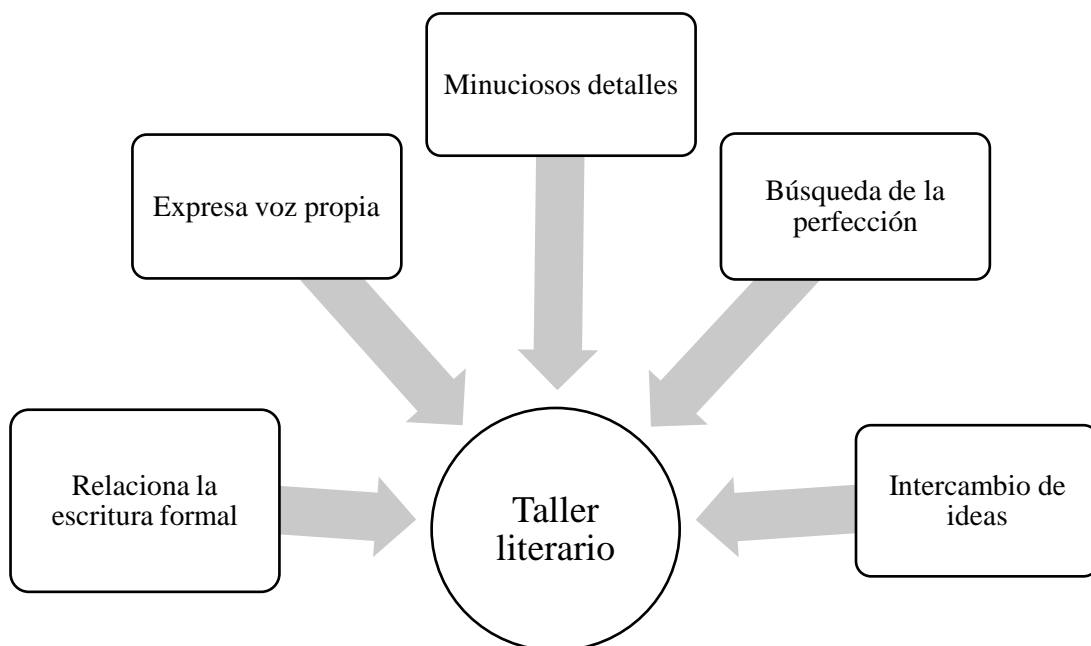 Minuciosos detalles
Expresa voz propia
Búsqueda de la
perfección
Relaciona la
escritura formal
Taller
literario
Intercambio de
ideas